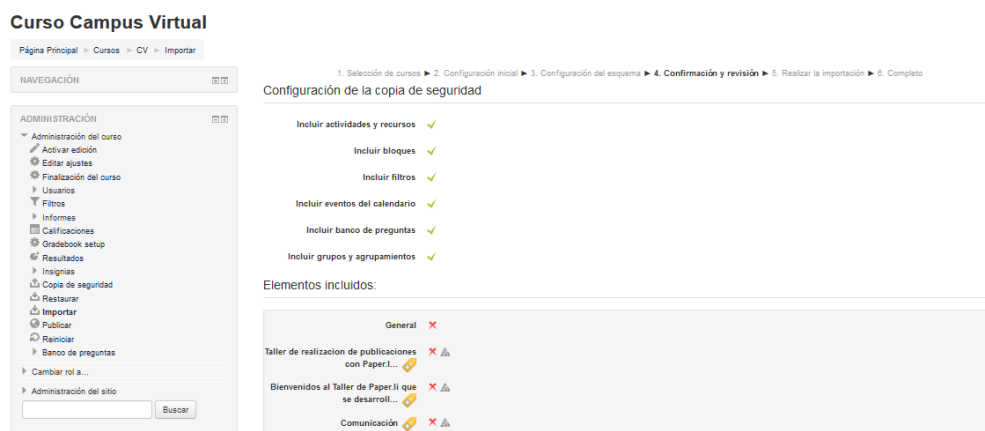 Curso Campus Virtual
Página Principal ► Cursos ► CV ► Importar
NAVEGACIÓN
ADMINISTRACIÓN
Administración del curso
Activar edición
Editar ajustes
Finalización del curso
Usuarios
Filtros
Informes
Calificaciones
Gradebook setup
Resultados
Insignias
Copia de seguridad
Restaurar
Importar
Publicar
Reiniciar
Banco de preguntas
Cambiar rol a...
Administración del sitio
Buscar
1. Selección de cursos ► 2. Configuración inicial ► 3. Configuración del esquema ► 4. Confirmación y revisión ► 5. Realizar la importación ► 6. Completo
Configuración de la copia de seguridad
Incluir actividades y recursos
Incluir bloques
Incluir filtros
Incluir eventos del calendario
Incluir banco de preguntas
Incluir grupos y agrupamientos
Elementos incluidos:
General
Taller de realizacion de publicaciones
con Paper.l...
Bienvenidos al Taller de Paper.li que
se desarroll...
Comunicación